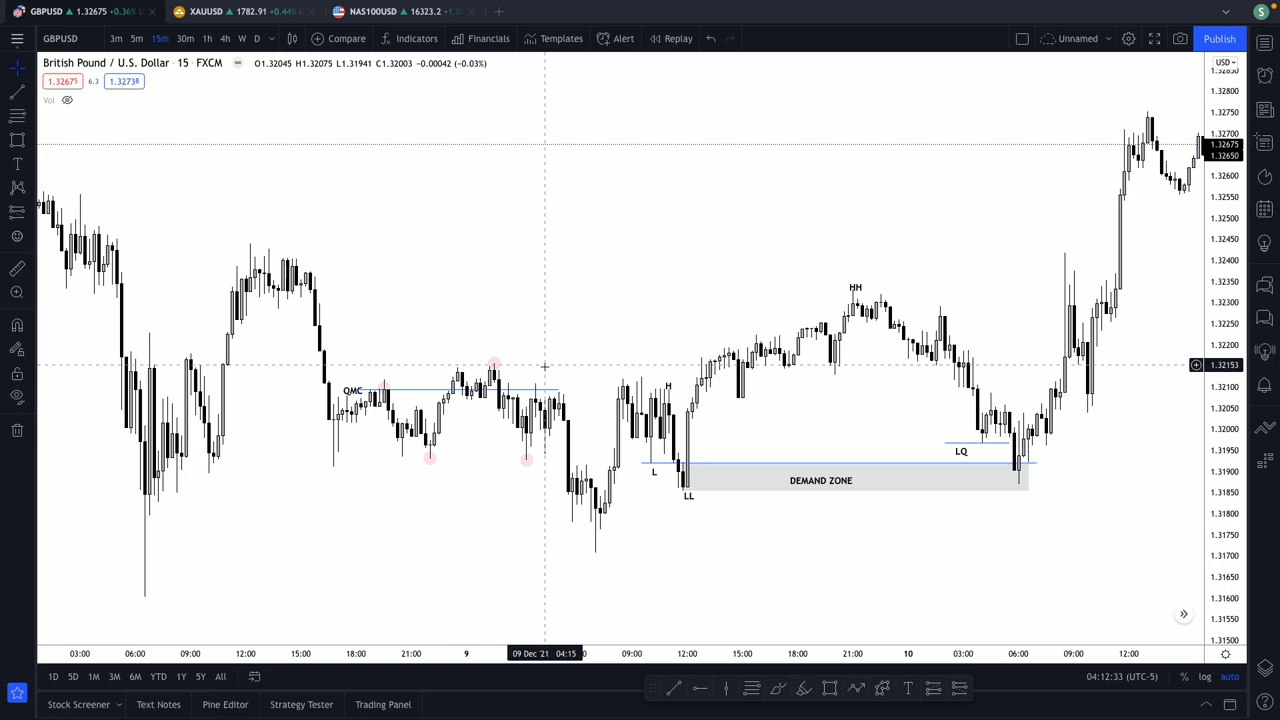 GBPUSD ▲ 1.32675 +0.36%
XAUUSD ▲ 1782.91 +0.44%
NAS100USD ▲ 16323.2
S
GBPUSD 3m 5m 15m 30m 1h 4h W D Compare Indicators Financials Templates Alert Replay Unnamed Publish
British Pound / U.S. Dollar · 15 · FXCM O1.32045 H1.32075 L1.31941 C1.32003 −0.00042 (−0.03%)
USD
1.32675 6.3 1.32738
Vol
1.32850
1.32800
1.32750
1.32700
1.32675
1.32650
1.32600
1.32550
1.32500
1.32450
1.32400
1.32350
1.32300
1.32250
1.32200
1.32153
1.32100
1.32050
1.32000
1.31950
1.31900
1.31850
1.31800
1.31750
1.31700
1.31650
1.31600
1.31550
1.31500
HH
H
QMC
LQ
L
DEMAND ZONE
LL
03:00 06:00 09:00 12:00 15:00 18:00 21:00 9 09 Dec '21 04:15 09:00 12:00 15:00 18:00 21:00 10 03:00 06:00 09:00 12:00
1D 5D 1M 3M 6M YTD 1Y 5Y All
04:12:33 (UTC-5) % log auto
Stock Screener Text Notes Pine Editor Strategy Tester Trading Panel